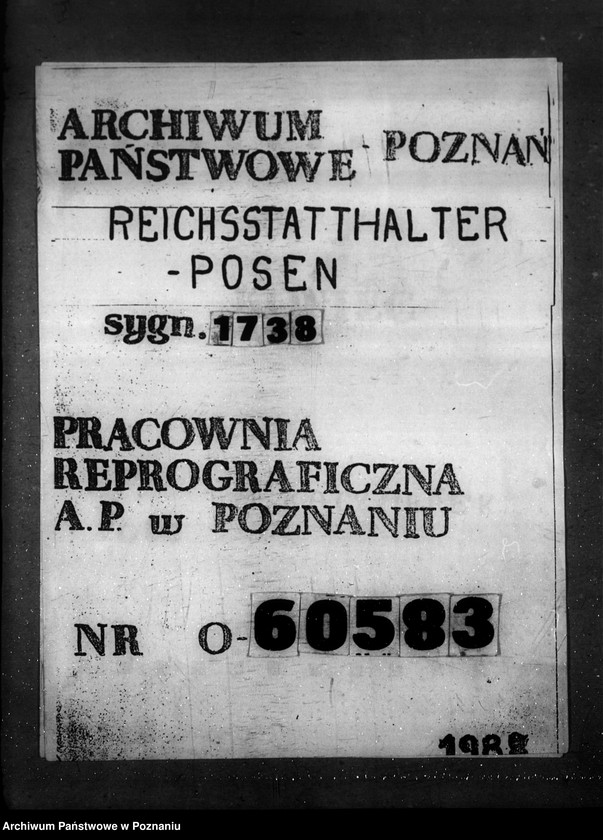 ARCHIWUM
PAŃSTWOWE - POZNAŃ
REICHSSTATTHALTER
-POSEN
sygn. 1738
PRACOWNIA
REPROGRAFICZNA
A.P. w POZNANIU
NR O-60583
Archiwum Państwowe w Poznaniu